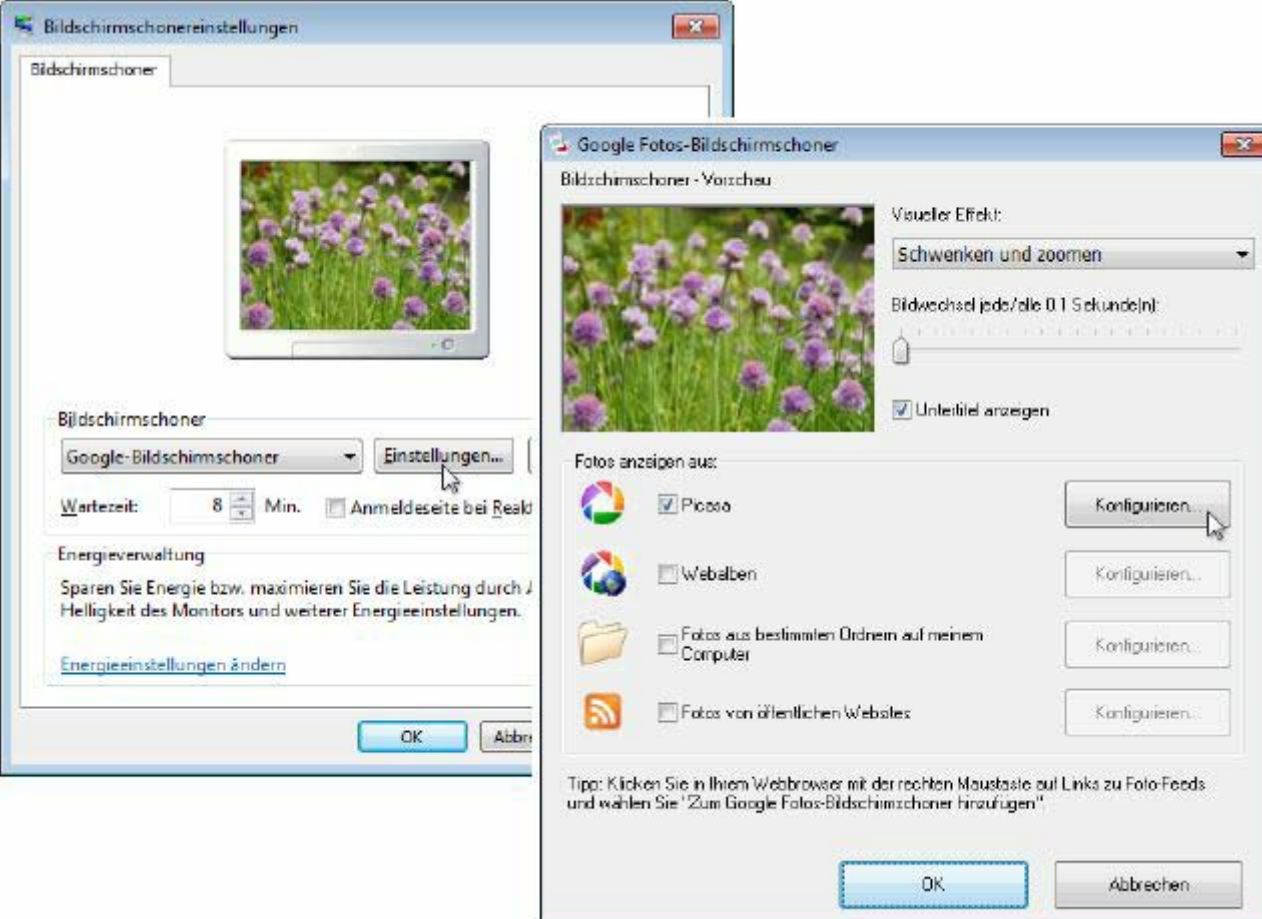 Bildschirmschonereinstellungen
Bildschirmschoner
Bildschirmschoner
Google-Bildschirmschoner
Einstellungen...
Wartezeit:
8
Min.
Anmeldeseite bei Reakt
Energieverwaltung
Sparen Sie Energie bzw. maximieren Sie die Leistung durch
Helligkeit des Monitors und weiterer Energieeinstellungen.
Energieeinstellungen ändern
OK
Abbre
Google Fotos-Bildschirmschoner
Bildschirmschoner - Vorschau
Visueller Effekt:
Schwenken und zoomen
Bildwechsel jede/alle 0.1 Sekunde(n):
Untertitel anzeigen
Fotos anzeigen aus:
Picasa
Konfigurieren...
Webalben
Konfigurieren...
Fotos aus bestimmten Ordnern auf meinem
Computer
Konfigurieren...
Fotos von öffentlichen Websites
Konfigurieren...
Tipp: Klicken Sie in Ihrem Webbrowser mit der rechten Maustaste auf Links zu Foto-Feeds
und wählen Sie "Zum Google Fotos-Bildschirmschoner hinzufügen".
OK
Abbrechen